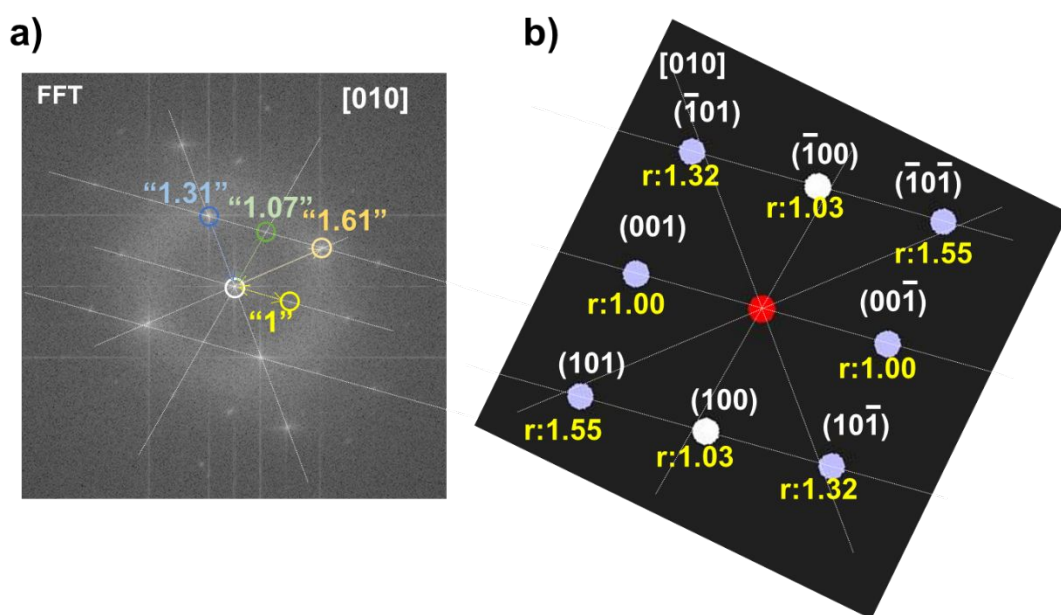 a)
FFT
[010]
“1.31”
“1.07”
“1.61”
“1”
b)
[010]
(1̅01)
r:1.32
(1̅00)
r:1.03
(1̅01̅)
r:1.55
(001)
r:1.00
(001̅)
r:1.00
(101)
r:1.55
(100)
r:1.03
(101̅)
r:1.32